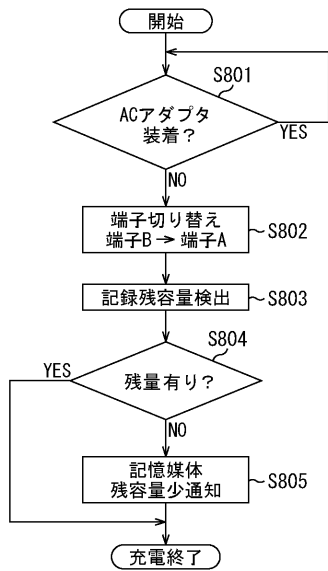 開始
S801
ACアダプタ
装着?
YES
NO
端子切り替え
端子B→端子A
S802
記録残容量検出
S803
S804
YES
残量有り?
NO
記憶媒体
残容量少通知
S805
充電終了